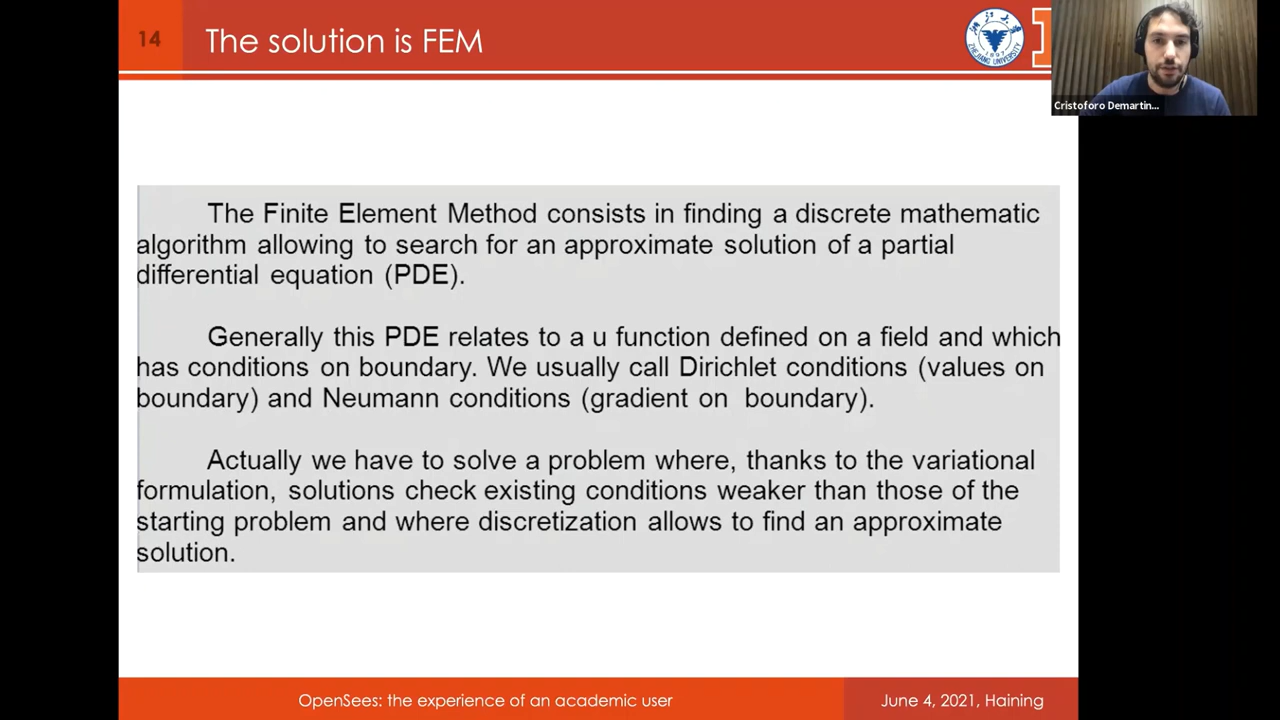 14
The solution is FEM
Cristoforo Demartin...
The Finite Element Method consists in finding a discrete mathematic
algorithm allowing to search for an approximate solution of a partial
differential equation (PDE).
Generally this PDE relates to a u function defined on a field and which
has conditions on boundary. We usually call Dirichlet conditions (values on
boundary) and Neumann conditions (gradient on boundary).
Actually we have to solve a problem where, thanks to the variational
formulation, solutions check existing conditions weaker than those of the
starting problem and where discretization allows to find an approximate
solution.
OpenSees: the experience of an academic user
June 4, 2021, Haining